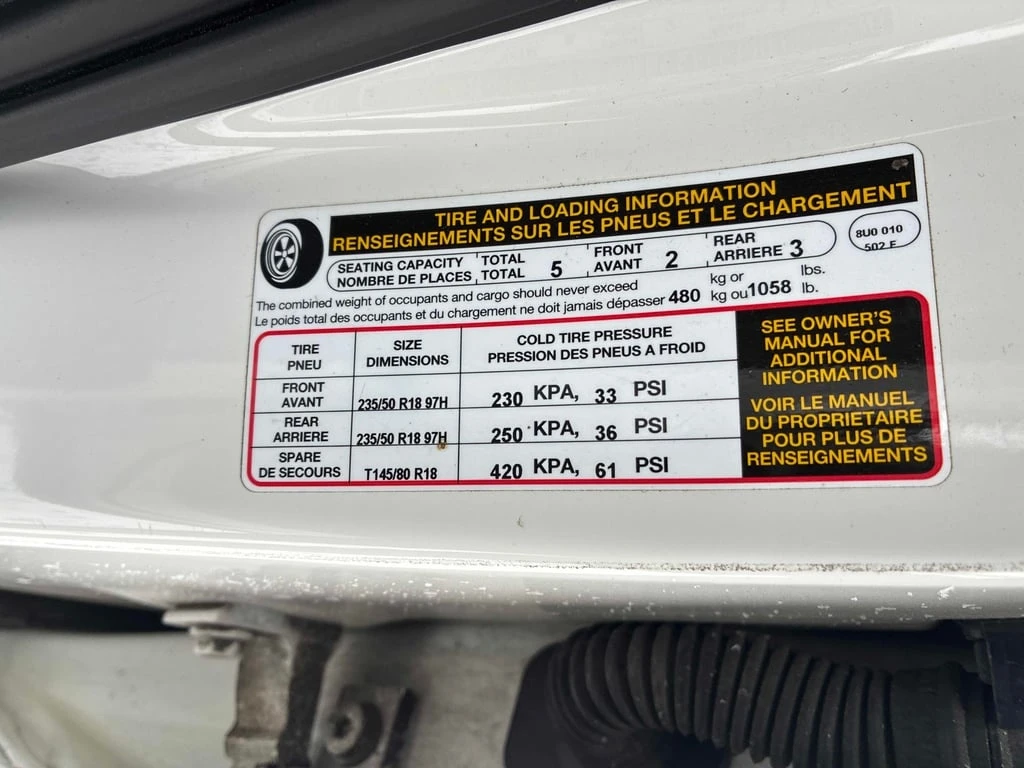 TIRE AND LOADING INFORMATION
RENSEIGNEMENTS SUR LES PNEUS ET LE CHARGEMENT
SEATING CAPACITY TOTAL 5 FRONT 2 REAR 3
NOMBRE DE PLACES TOTAL AVANT ARRIERE
8U0 010
502 F
The combined weight of occupants and cargo should never exceed 480 kg or 1058 lbs.
Le poids total des occupants et du chargement ne doit jamais dépasser kg ou lb.
TIRE SIZE COLD TIRE PRESSURE
PNEU DIMENSIONS PRESSION DES PNEUS A FROID
FRONT
AVANT 235/50 R18 97H 230 KPA, 33 PSI
REAR
ARRIERE 235/50 R18 97H 250 KPA, 36 PSI
SPARE
DE SECOURS T145/80 R18 420 KPA, 61 PSI
SEE OWNER'S
MANUAL FOR
ADDITIONAL
INFORMATION
VOIR LE MANUEL
DU PROPRIETAIRE
POUR PLUS DE
RENSEIGNEMENTS